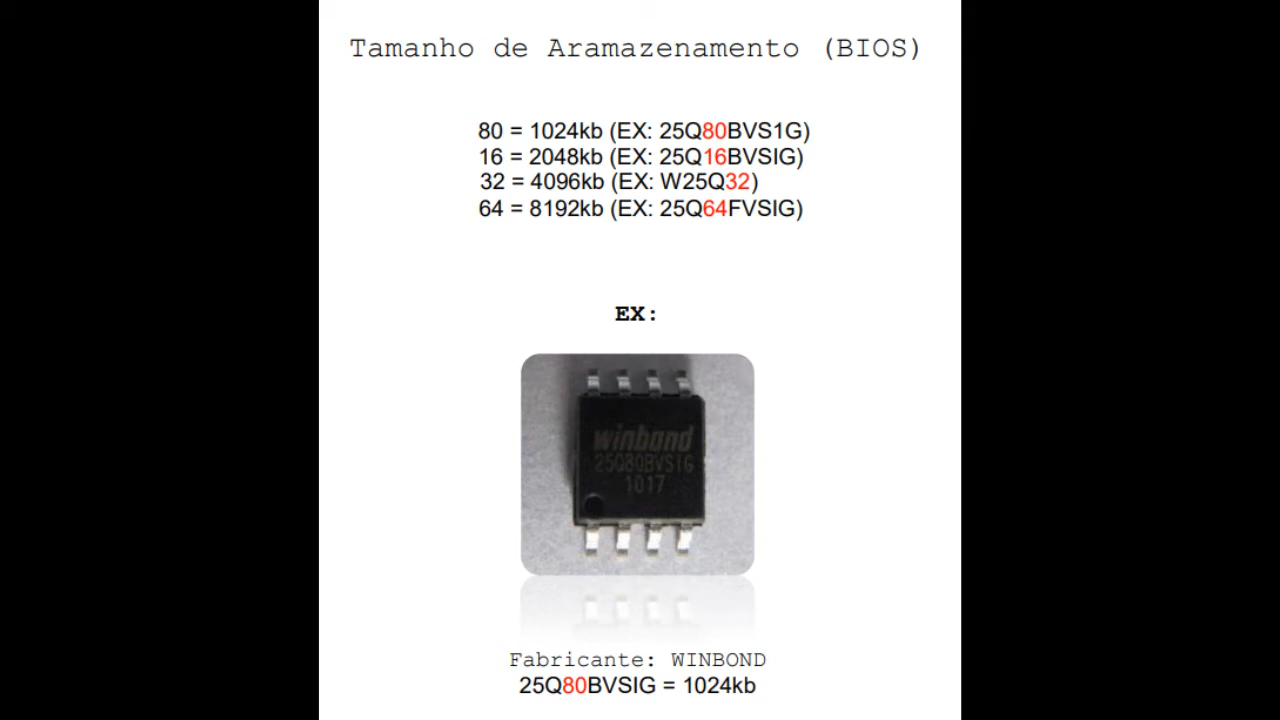 Tamanho de Aramazenamento (BIOS)
80 = 1024kb (EX: 25Q80BVS1G)
16 = 2048kb (EX: 25Q16BVSIG)
32 = 4096kb (EX: W25Q32)
64 = 8192kb (EX: 25Q64FVSIG)
EX:
winbond
25Q80BVSIG
1017
Fabricante: WINBOND
25Q80BVSIG = 1024kb